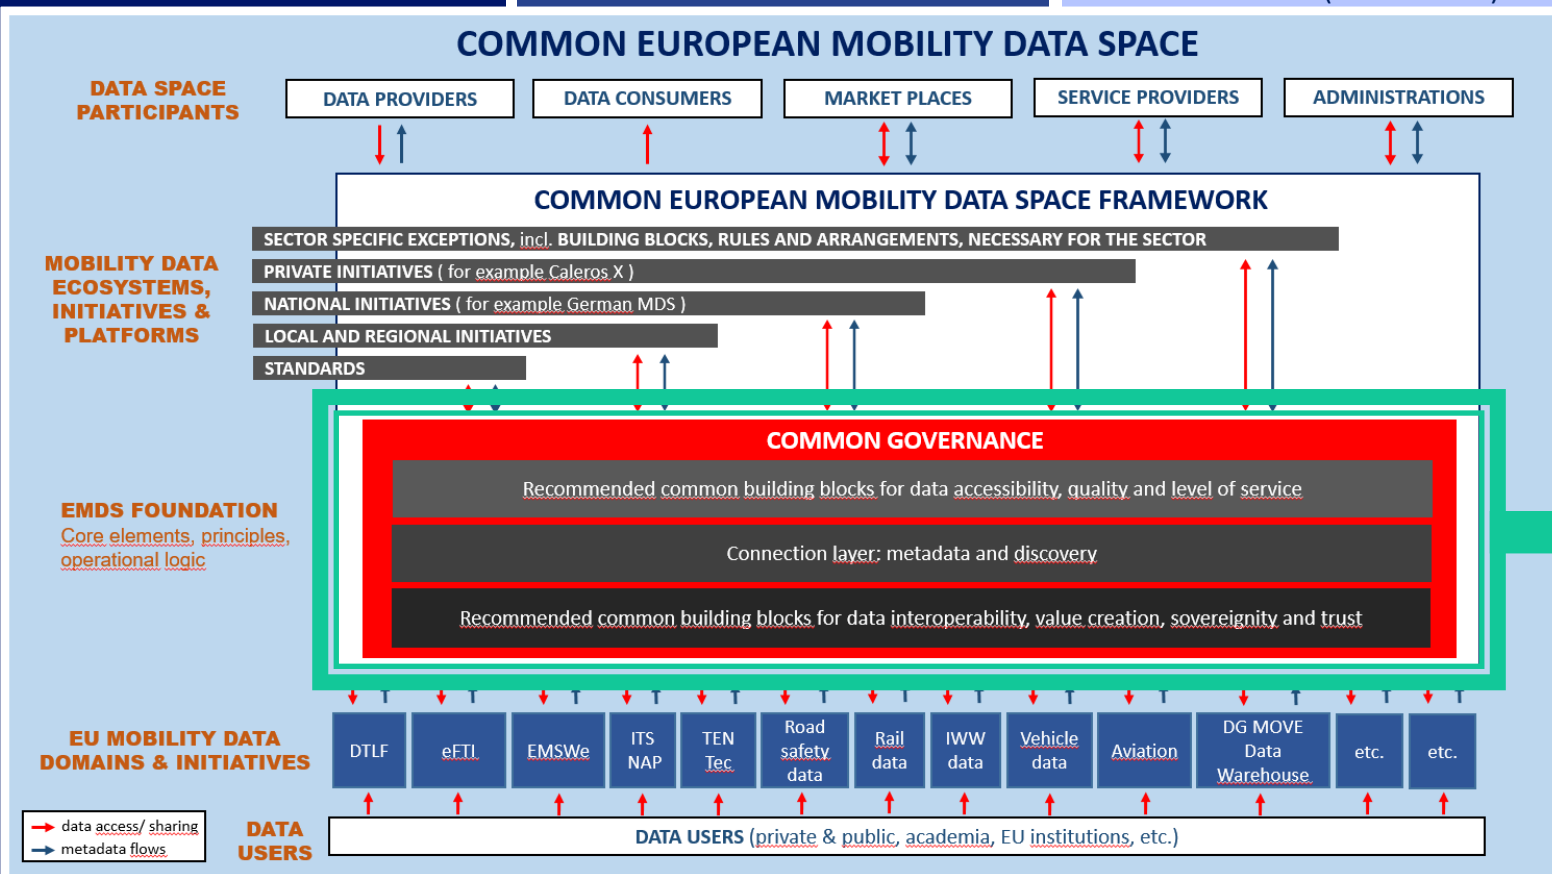 COMMON EUROPEAN MOBILITY DATA SPACE
DATA SPACE
PARTICIPANTS
DATA PROVIDERS
DATA CONSUMERS
MARKET PLACES
SERVICE PROVIDERS
ADMINISTRATIONS
COMMON EUROPEAN MOBILITY DATA SPACE FRAMEWORK
MOBILITY DATA
ECOSYSTEMS,
INITIATIVES &
PLATFORMS
SECTOR SPECIFIC EXCEPTIONS, incl. BUILDING BLOCKS, RULES AND ARRANGEMENTS, NECESSARY FOR THE SECTOR
PRIVATE INITIATIVES ( for example Caleros X )
NATIONAL INITIATIVES ( for example German MDS )
LOCAL AND REGIONAL INITIATIVES
STANDARDS
EMDS FOUNDATION
Core elements, principles,
operational logic
COMMON GOVERNANCE
Recommended common building blocks for data accessibility, quality and level of service
Connection layer: metadata and discovery
Recommended common building blocks for data interoperability, value creation, sovereignity and trust
EU MOBILITY DATA
DOMAINS & INITIATIVES
DTLF
eFTI
EMSWe
ITS
NAP
TEN
Tec
Road
safety
data
Rail
data
IWW
data
Vehicle
data
Aviation
DG MOVE
Data
Warehouse
etc.
etc.
data access/ sharing
metadata flows
DATA
USERS
DATA USERS (private & public, academia, EU institutions, etc.)